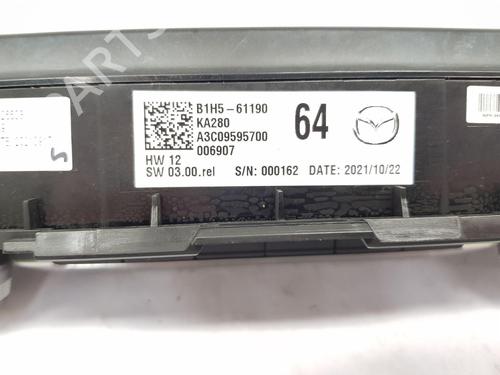 B1H5-61190
KA280
A3C09595700
006907
64
HW 12
SW 03.00.rel S/N: 000162 DATE: 2021/10/22